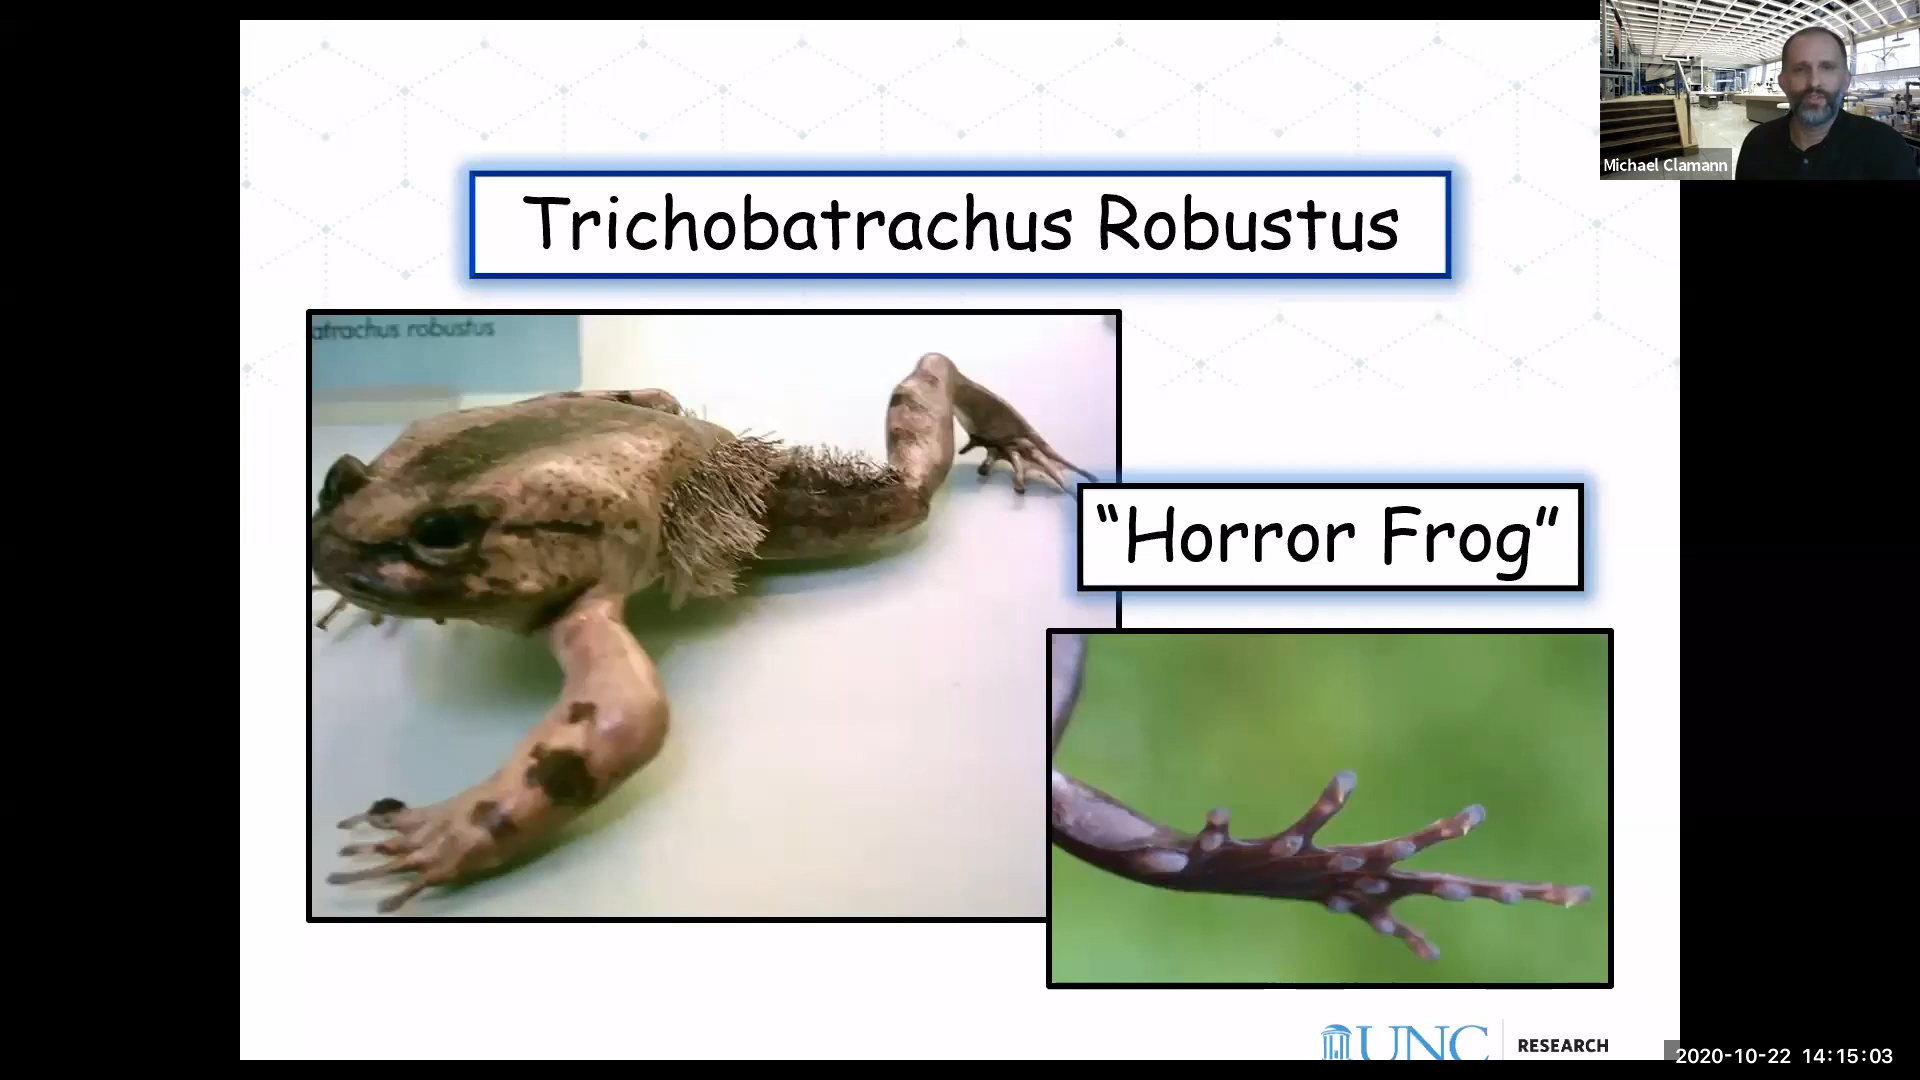 Michael Clamann
Trichobatrachus Robustus
atrachus robustus
“Horror Frog”
UNC RESEARCH
2020-10-22 14:15:03